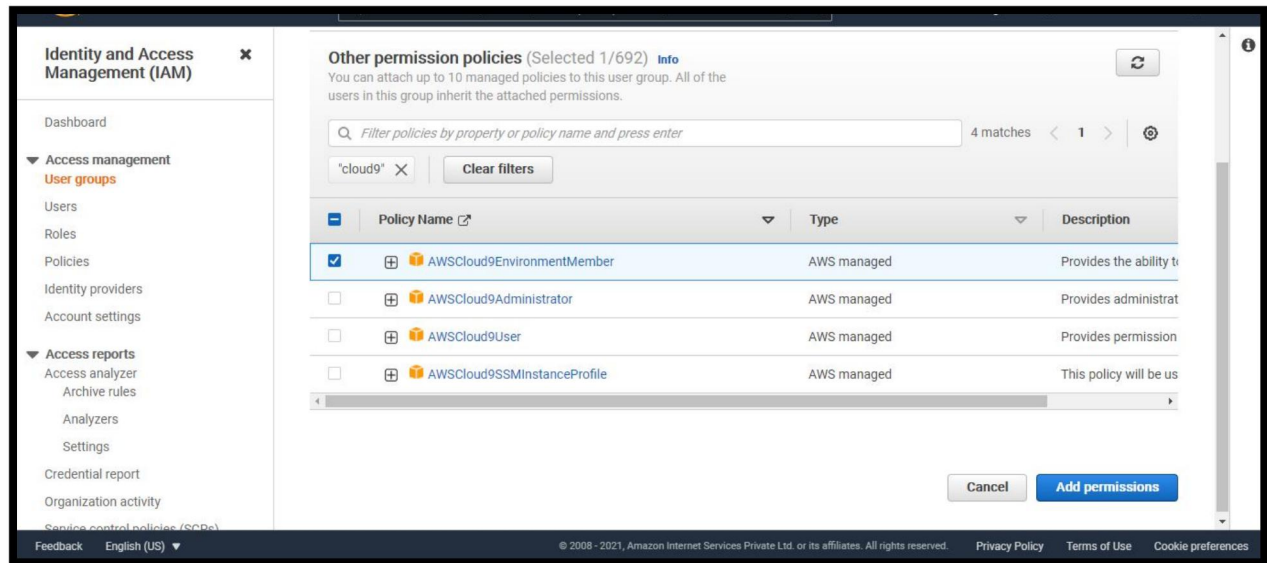 Identity and Access
Management (IAM)
Dashboard
Access management
User groups
Users
Roles
Policies
Identity providers
Account settings
Access reports
Access analyzer
Archive rules
Analyzers
Settings
Credential report
Organization activity
Service control policies (SCPs)
Other permission policies (Selected 1/692) Info
You can attach up to 10 managed policies to this user group. All of the
users in this group inherit the attached permissions.
Filter policies by property or policy name and press enter
4 matches 1
"cloud9" Clear filters
Policy Name Type Description
AWSCloud9EnvironmentMember AWS managed Provides the ability to
AWSCloud9Administrator AWS managed Provides administrat
AWSCloud9User AWS managed Provides permission
AWSCloud9SSMInstanceProfile AWS managed This policy will be us
Cancel Add permissions
Feedback English (US) © 2008 - 2021, Amazon Internet Services Private Ltd. or its affiliates. All rights reserved. Privacy Policy Terms of Use Cookie preferences